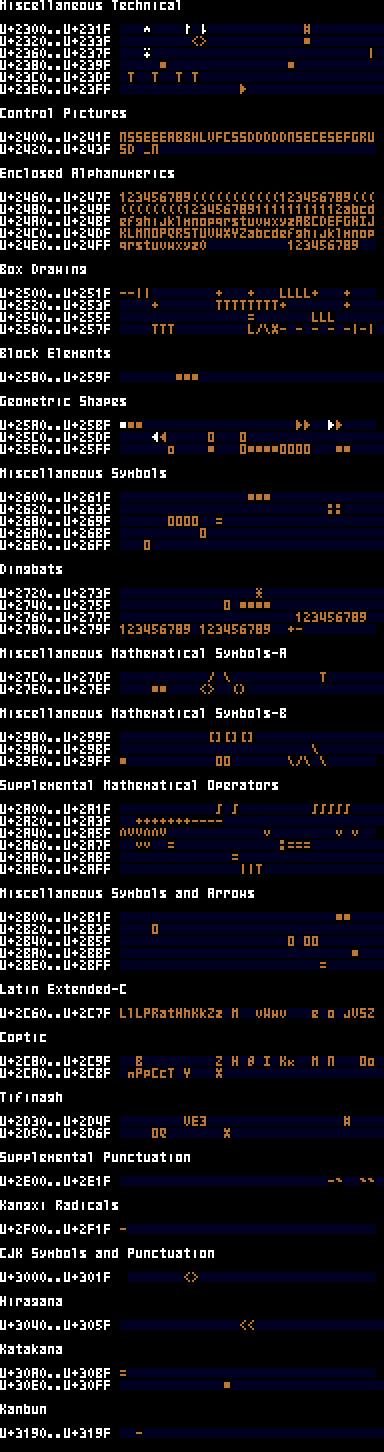 Miscellaneous Technical
U+2300..U+231F
U+2320..U+233F
U+2360..U+237F
U+2380..U+239F
U+23C0..U+23DF T T T T
U+23E0..U+23FF
Control Pictures
U+2400..U+241F
U+2420..U+243F
Enclosed Alphanumerics
U+2460..U+247F 123456789(((((((((((123456789(((
U+2480..U+249F
U+24A0..U+24BF efghijklmnopqrstuvwxyzABCDEFGHIJ
U+24C0..U+24DF KLMNOPQRSTUVWXYZabcdefghijklmnop
U+24E0..U+24FF qrstuvwxyz0 123456789
Box Drawing
U+2500..U+251F
U+2520..U+253F + TTTTTTTT+ +
U+2540..U+255F = LLL
U+2560..U+257F
Block Elements
U+2580..U+259F
Geometric Shapes
U+25A0..U+25BF
U+25C0..U+25DF
U+25E0..U+25FF
Miscellaneous Symbols
U+2600..U+261F
U+2620..U+263F
U+2680..U+269F
U+26A0..U+26BF
U+26E0..U+26FF
Dingbats
U+2720..U+273F
U+2740..U+275F
U+2760..U+277F 123456789
U+2780..U+279F 123456789 123456789 +-
Miscellaneous Mathematical Symbols-A
U+27C0..U+27DF / \ T
U+27E0..U+27EF
Miscellaneous Mathematical Symbols-B
U+2980..U+299F [][][]
U+29A0..U+29BF \
U+29E0..U+29FF
Supplemental Mathematical Operators
U+2A00..U+2A1F ∫ ∫ ∫∫∫∫∫
U+2A20..U+2A3F +++++++----
U+2A40..U+2A5F
U+2A60..U+2A7F
U+2AA0..U+2ABF =
U+2AE0..U+2AFF
Miscellaneous Symbols and Arrows
U+2B00..U+2B1F
U+2B20..U+2B3F
U+2B40..U+2B5F
U+2BA0..U+2BBF
U+2BE0..U+2BFF =
Latin Extended-C
U+2C60..U+2C7F
Coptic
U+2C80..U+2C9F
U+2CA0..U+2CBF
Tifinagh
U+2D30..U+2D4F
U+2D50..U+2D6F
Supplemental Punctuation
U+2E00..U+2E1F
Kangxi Radicals
U+2F00..U+2F1F -
CJK Symbols and Punctuation
U+3000..U+301F <>
Hiragana
U+3040..U+305F <<
Katakana
U+30A0..U+30BF =
U+30E0..U+30FF
Kanbun
U+3190..U+319F -